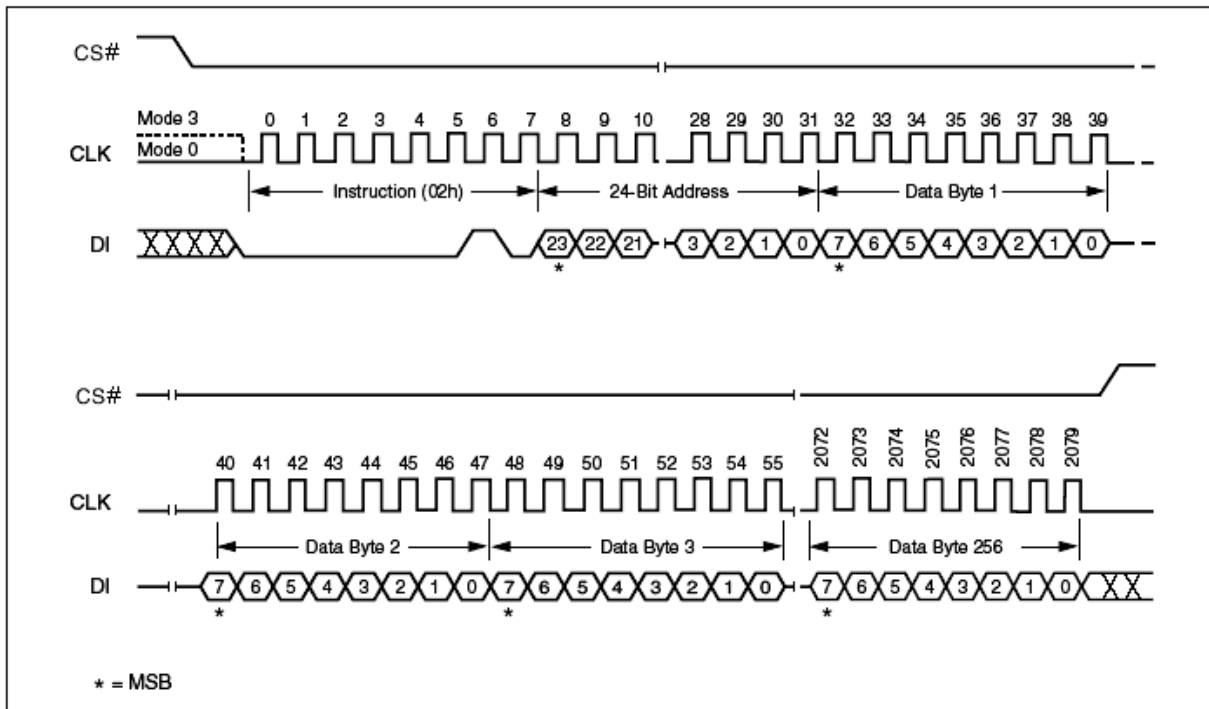 CS#
Mode 3
0 1 2 3 4 5 6 7 8 9 10 28 29 30 31 32 33 34 35 36 37 38 39
CLK
Mode 0
Instruction (02h) 24-Bit Address Data Byte 1
DI 23 22 21 3 2 1 0 7 6 5 4 3 2 1 0
* *
CS#
40 41 42 43 44 45 46 47 48 49 50 51 52 53 54 55 2072 2073 2074 2075 2076 2077 2078 2079
CLK
Data Byte 2 Data Byte 3 Data Byte 256
DI 7 6 5 4 3 2 1 0 7 6 5 4 3 2 1 0 7 6 5 4 3 2 1 0
* * *
* = MSB